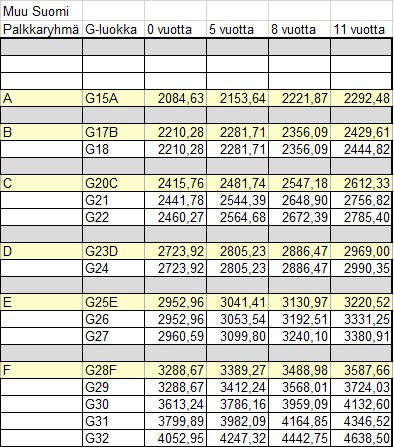 Muu Suomi
Palkkaryhmä G-luokka 0 vuotta 5 vuotta 8 vuotta 11 vuotta
A G15A 2084,63 2153,64 2221,87 2292,48
B G17B 2210,28 2281,71 2356,09 2429,61
G18 2210,28 2281,71 2356,09 2444,82
C G20C 2415,76 2481,74 2547,18 2612,33
G21 2441,78 2544,39 2648,90 2756,82
G22 2460,27 2564,68 2672,39 2785,40
D G23D 2723,92 2805,23 2886,47 2969,00
G24 2723,92 2805,23 2886,47 2990,35
E G25E 2952,96 3041,41 3130,97 3220,52
G26 2952,96 3053,54 3192,51 3331,25
G27 2960,59 3099,80 3240,10 3380,91
F G28F 3288,67 3389,27 3488,98 3587,66
G29 3288,67 3412,24 3568,01 3724,03
G30 3613,24 3786,16 3959,09 4132,60
G31 3799,89 3982,09 4164,85 4346,52
G32 4052,95 4247,32 4442,75 4638,50